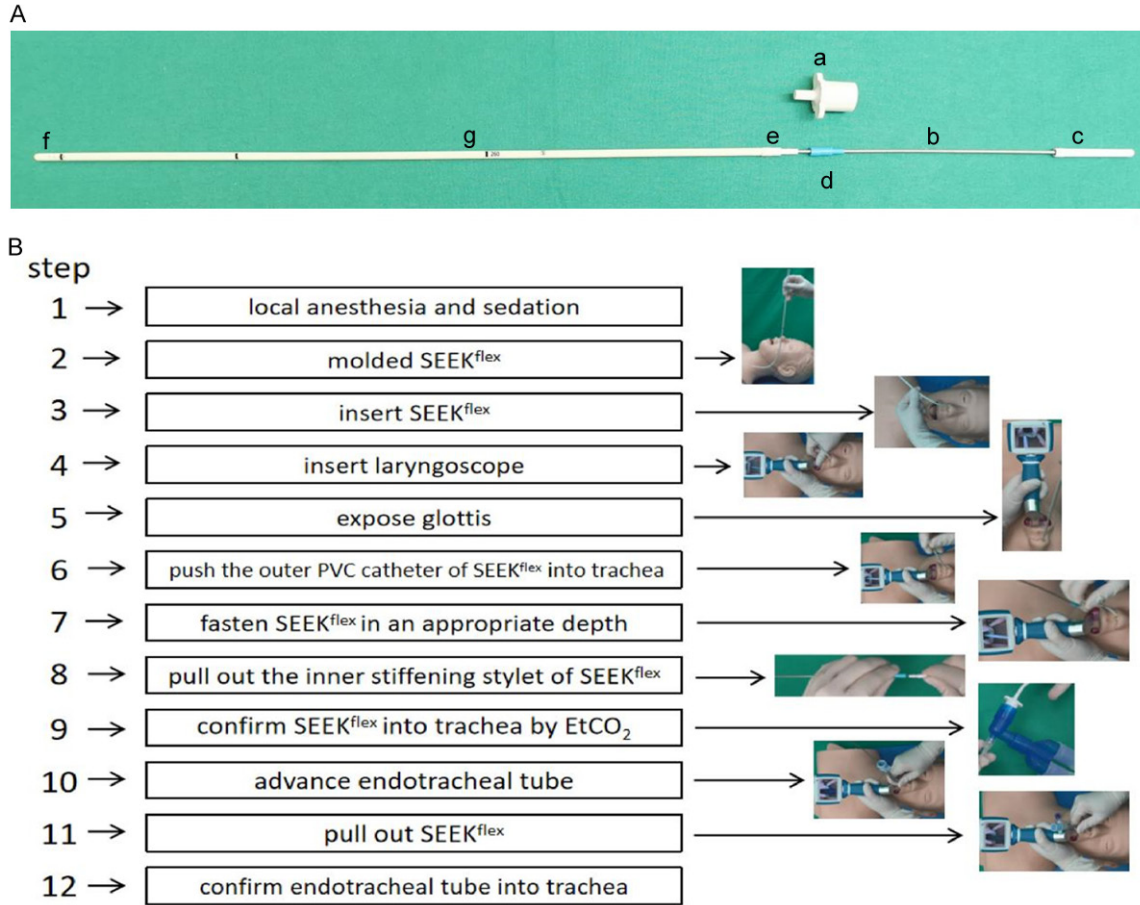 A
a
f
g
e
b
c
d
250
B
step
1 → local anesthesia and sedation
2 → molded SEEKflex
3 → insert SEEKflex
4 → insert laryngoscope
5 → expose glottis
6 → push the outer PVC catheter of SEEKflex into trachea
7 → fasten SEEKflex in an appropriate depth
8 → pull out the inner stiffening stylet of SEEKflex
9 → confirm SEEKflex into trachea by EtCO2
10 → advance endotracheal tube
11 → pull out SEEKflex
12 → confirm endotracheal tube into trachea